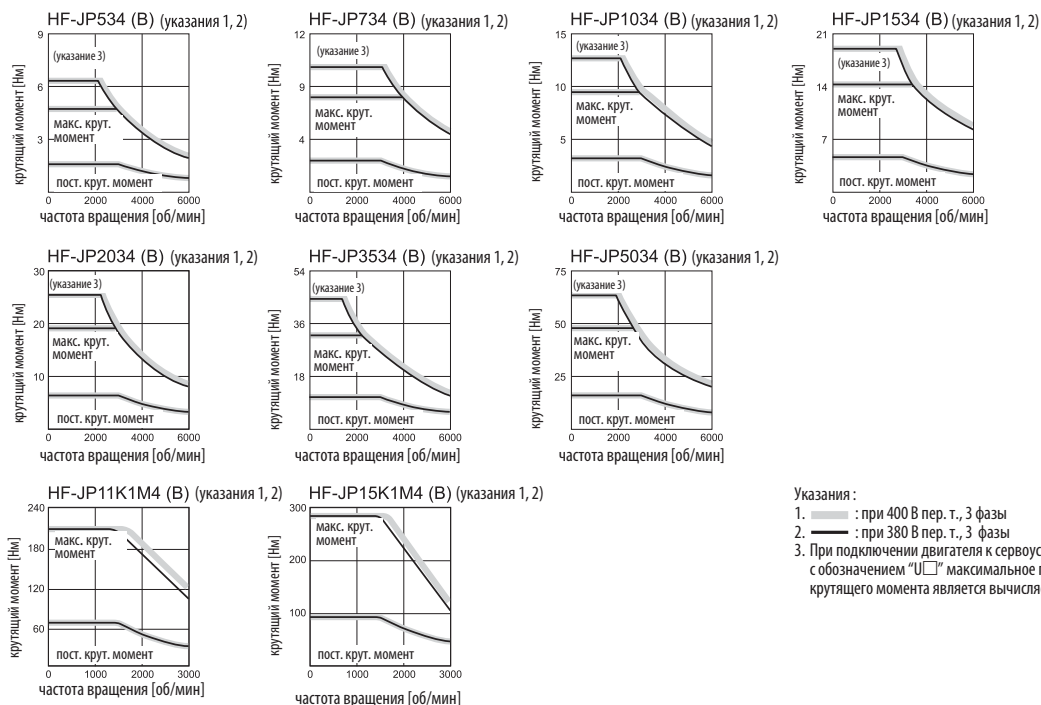 HF-JP534 (B) (указания 1, 2)
крутящий момент [Нм]
9
6
3
(указание 3)
макс. крут.
момент
пост. крут. момент
0 2000 4000 6000
частота вращения [об/мин]
HF-JP734 (B) (указания 1, 2)
крутящий момент [Нм]
12
9
4
(указание 3)
макс. крут.
момент
пост. крут. момент
0 2000 4000 6000
частота вращения [об/мин]
HF-JP1034 (B) (указания 1, 2)
крутящий момент [Нм]
15
10
5
(указание 3)
макс. крут.
момент
пост. крут. момент
0 2000 4000 6000
частота вращения [об/мин]
HF-JP1534 (B) (указания 1, 2)
крутящий момент [Нм]
21
14
7
(указание 3)
макс. крут.
момент
пост. крут. момент
0 2000 4000 6000
частота вращения [об/мин]
HF-JP2034 (B) (указания 1, 2)
крутящий момент [Нм]
30
20
10
(указание 3)
макс. крут.
момент
пост. крут. момент
0 2000 4000 6000
частота вращения [об/мин]
HF-JP3534 (B) (указания 1, 2)
крутящий момент [Нм]
54
36
18
(указание 3)
макс. крут.
момент
пост. крут. момент
0 2000 4000 6000
частота вращения [об/мин]
HF-JP5034 (B) (указания 1, 2)
крутящий момент [Нм]
75
50
25
(указание 3)
макс. крут.
момент
пост. крут. момент
0 2000 4000 6000
частота вращения [об/мин]
HF-JP11K1M4 (B) (указания 1, 2)
крутящий момент [Нм]
240
180
120
60
макс. крут.
момент
пост. крут. момент
0 1000 2000 3000
частота вращения [об/мин]
HF-JP15K1M4 (B) (указания 1, 2)
крутящий момент [Нм]
300
200
100
макс. крут.
момент
пост. крут. момент
0 1000 2000 3000
частота вращения [об/мин]
Указания :
1. : при 400 В пер. т., 3 фазы
2. : при 380 В пер. т., 3 фазы
3. При подключении двигателя к
с обозначением “U□” максимальное
крутящего момента является